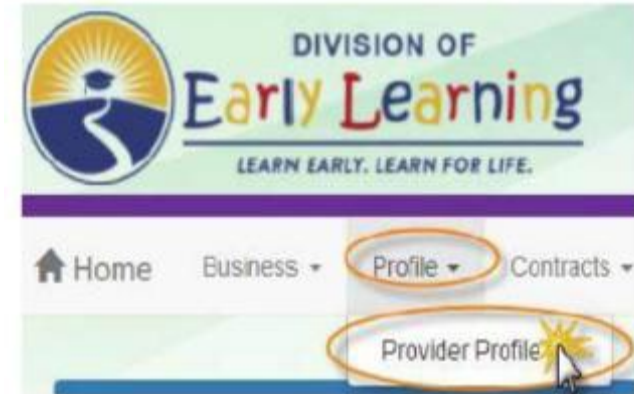 DIVISION OF
Early Learning
LEARN EARLY. LEARN FOR LIFE.
Home Business Profile Contracts
Provider Profile